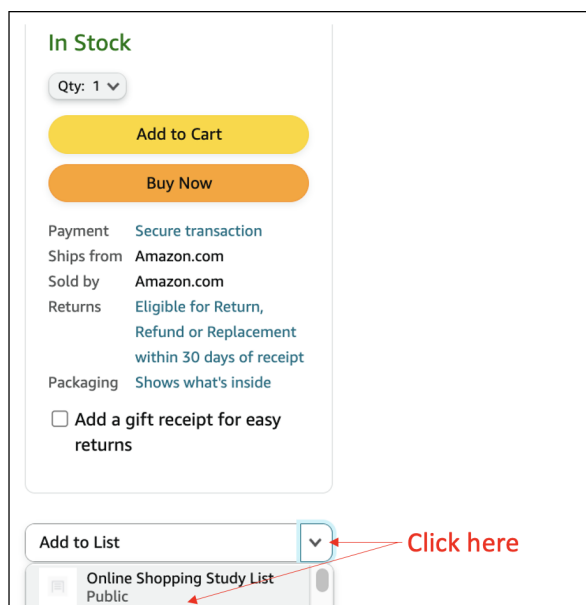 In Stock
Qty: 1
Add to Cart
Buy Now
Payment Secure transaction
Ships from Amazon.com
Sold by Amazon.com
Returns Eligible for Return,
Refund or Replacement
within 30 days of receipt
Packaging Shows what's inside
Add a gift receipt for easy
returns
Add to List
Click here
Online Shopping Study List
Public